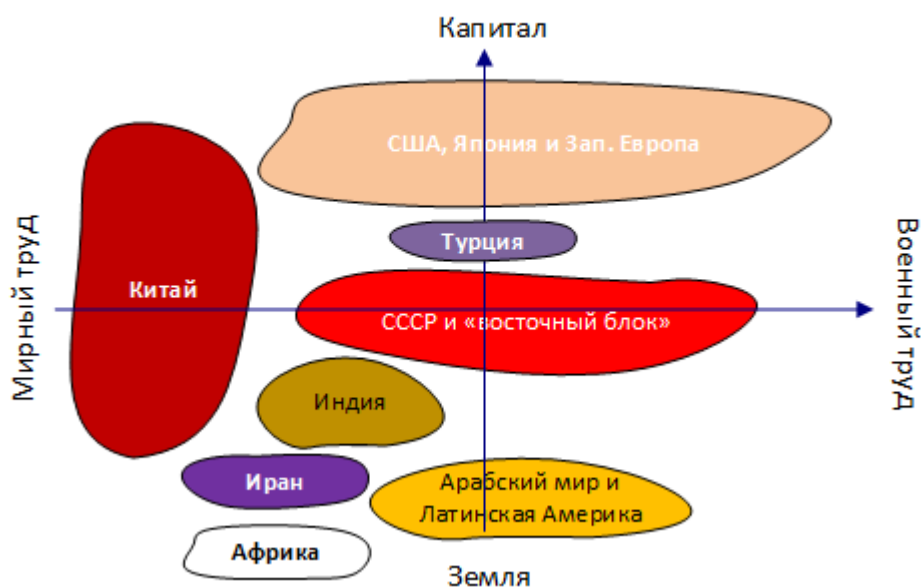 Капитал
США, Япония и Зап. Европа
Турция
Мирный труд
Китай
СССР и «восточный блок»
Военный труд
Индия
Иран
Арабский мир и
Латинская Америка
Африка
Земля